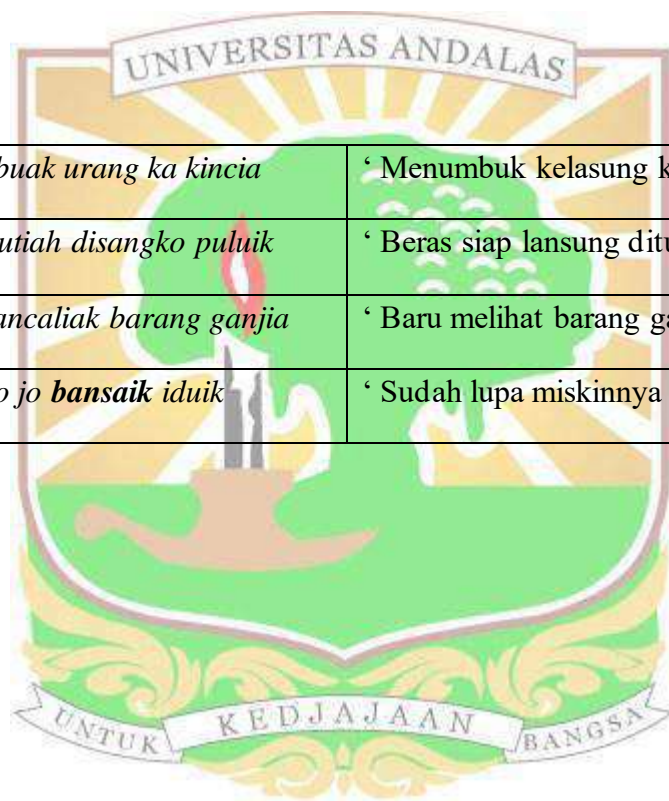 UNIVERSITAS ANDALAS
buak urang ka kincia ‘ Menumbuk kelasung k
utiah disangko puluik ‘ Beras siap lansung ditu
ancaliak barang ganjia ‘ Baru melihat barang ga
o jo bansaik iduik ‘ Sudah lupa miskinnya
UNTUK KEDJAJAAN BANGSA